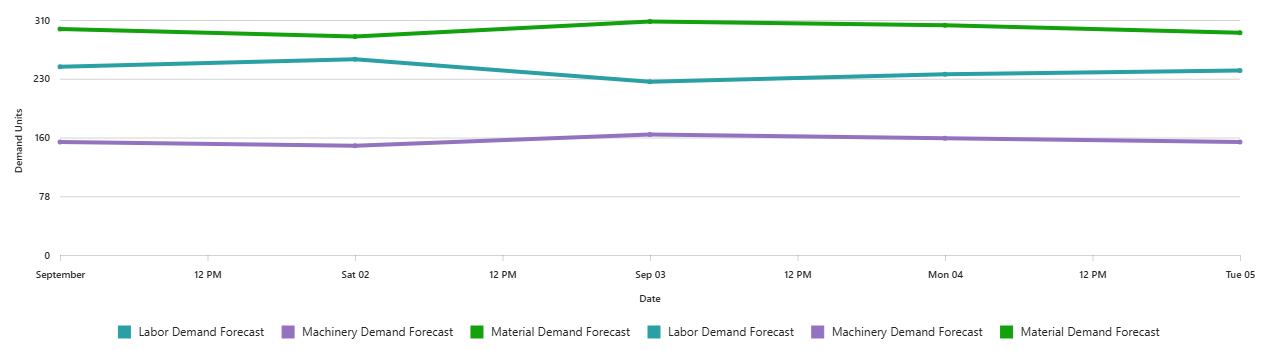 310
230
160
78
0
Demand Units
September 12 PM Sat 02 12 PM Sep 03 12 PM Mon 04 12 PM Tue 05
Date
Labor Demand Forecast Machinery Demand Forecast Material Demand Forecast Labor Demand Forecast Machinery Demand Forecast Material Demand Forecast